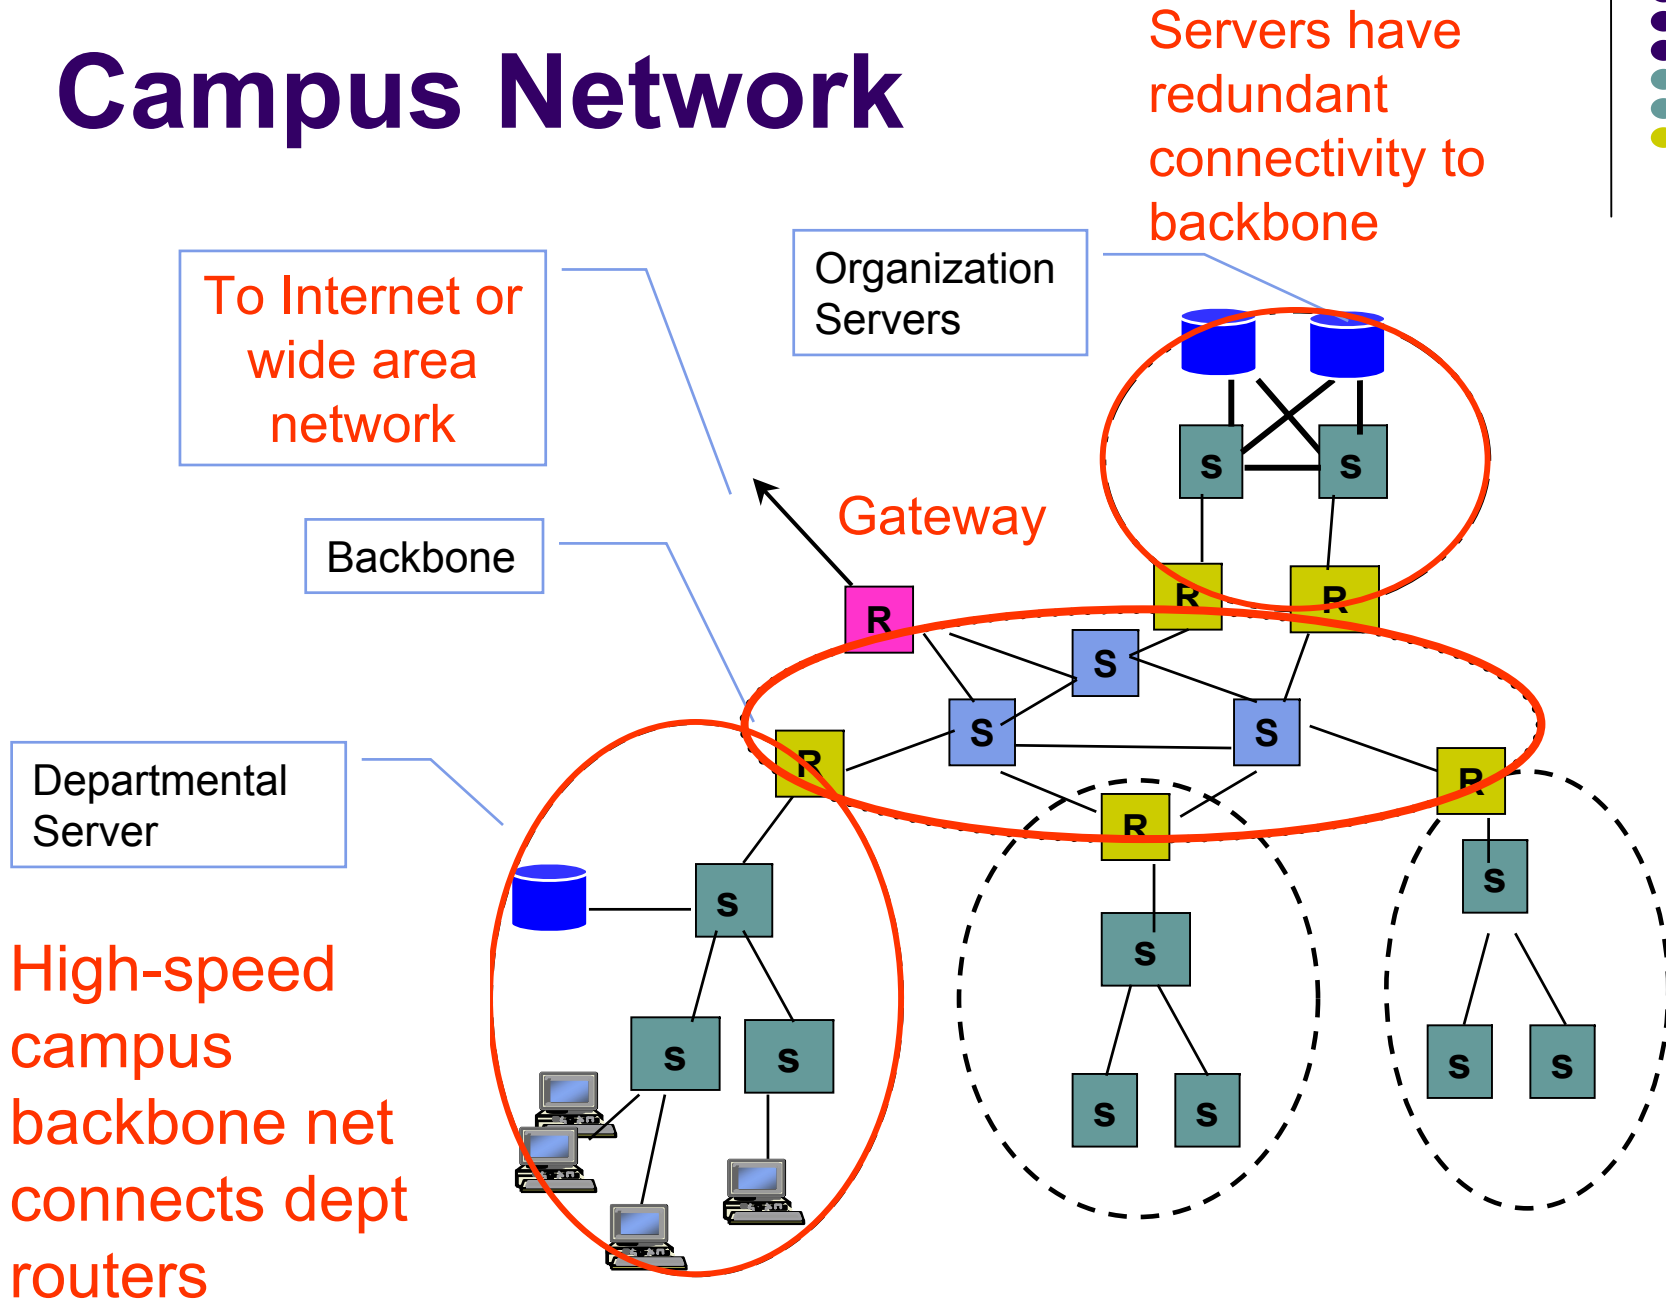 Campus Network
Servers have
redundant
connectivity to
backbone
To Internet or
wide area
network
Organization
Servers
Gateway
Backbone
Departmental
Server
High-speed
campus
backbone net
connects dept
routers
s s
R R
R
S
S S
R R
R
s
s
s
s s
s s
s s